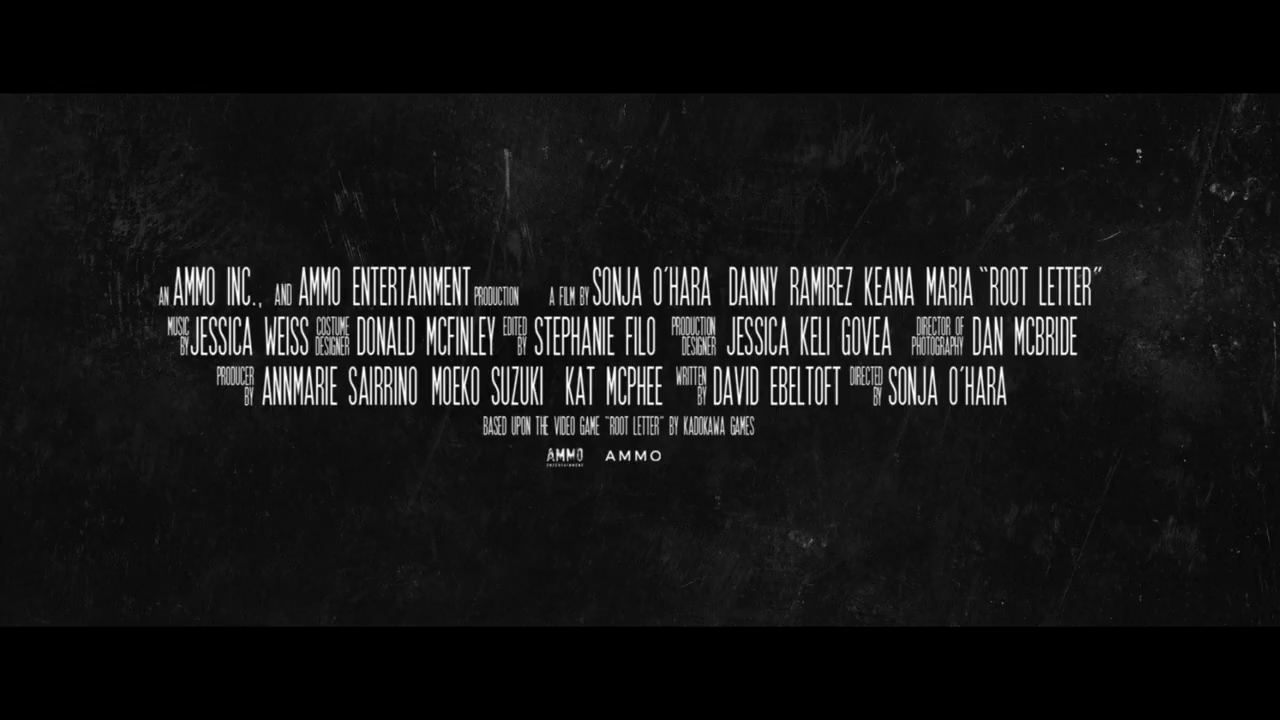 AN AMMO INC., AND AMMO ENTERTAINMENT PRODUCTION A FILM BY SONJA O'HARA DANNY RAMIREZ KEANA MARIA "ROOT LETTER"
MUSIC BY JESSICA WEISS COSTUME DESIGNER DONALD MCFINLEY EDITED BY STEPHANIE FILO PRODUCTION DESIGNER JESSICA KELI GOVEA DIRECTOR OF PHOTOGRAPHY DAN MCBRIDE
PRODUCER BY ANNMARIE SAIRRINO MOEKO SUZUKI KAT MCPHEE WRITTEN BY DAVID EBELTOFT DIRECTED BY SONJA O'HARA
BASED UPON THE VIDEO GAME "ROOT LETTER" BY KADOKAWA GAMES
AMMO ENTERTAINMENT AMMO